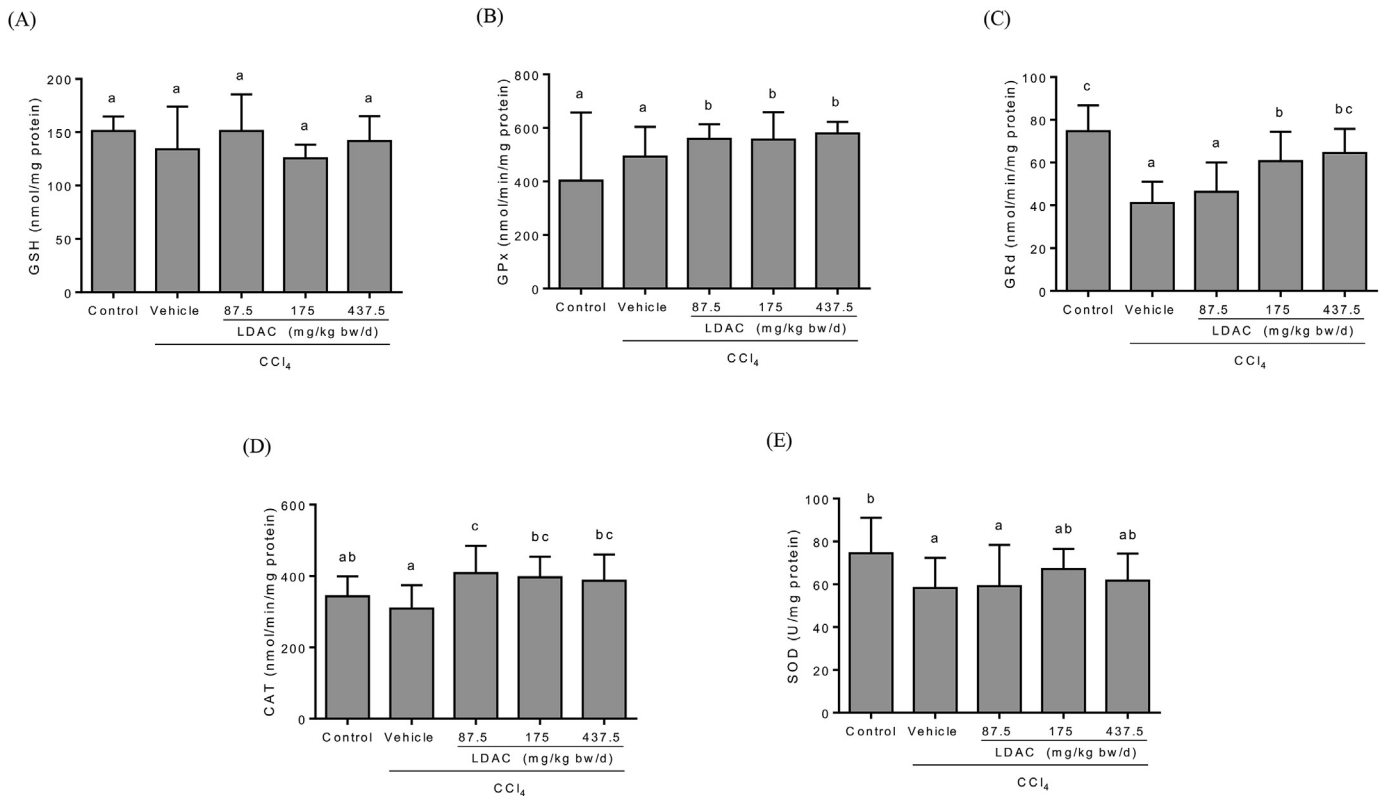 (A)
a a a a a
GSH (nmol/mg protein)
200
150
100
50
0
Control Vehicle 87.5 175 437.5
LDAC (mg/kg bw/d)
CCl4
(B)
a a b b b
GPx (nmol/min/mg protein)
800
600
400
200
0
Control Vehicle 87.5 175 437.5
LDAC (mg/kg bw/d)
CCl4
(C)
c a a b bc
GRd (nmol/min/mg protein)
100
80
60
40
20
0
Control Vehicle 87.5 175 437.5
LDAC (mg/kg bw/d)
CCl4
(D)
ab a c bc bc
CAT (nmol/min/mg protein)
600
400
200
0
Control Vehicle 87.5 175 437.5
LDAC (mg/kg bw/d)
CCl4
(E)
b a a ab ab
SOD (U/mg protein)
100
80
60
40
20
0
Control Vehicle 87.5 175 437.5
LDAC (mg/kg bw/d)
CCl4